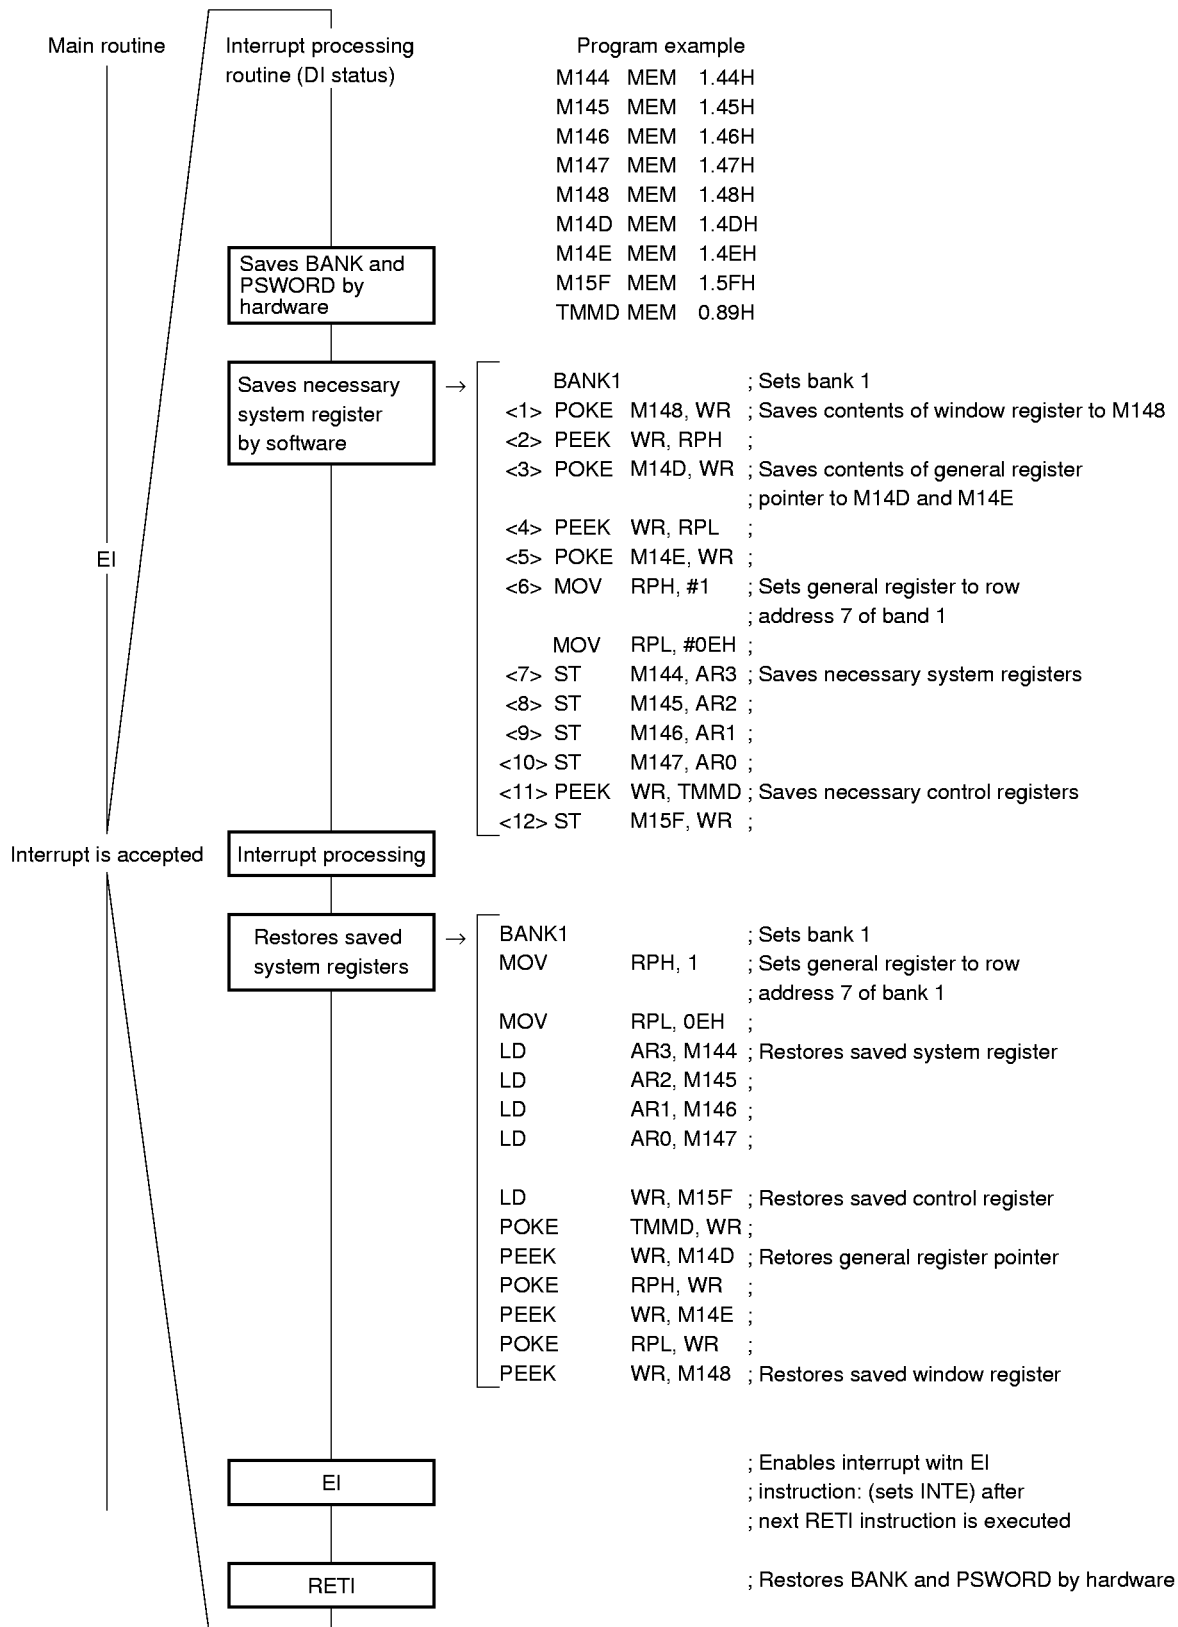 Main routine
Interrupt processing
routine (DI status)
Program example
M144 MEM 1.44H
M145 MEM 1.45H
M146 MEM 1.46H
M147 MEM 1.47H
M148 MEM 1.48H
M14D MEM 1.4DH
M14E MEM 1.4EH
M15F MEM 1.5FH
TMMD MEM 0.89H
Saves BANK and
PSWORD by
hardware
Saves necessary
system register
by software
→
BANK1 ; Sets bank 1
<1> POKE M148, WR ; Saves contents of window register to M148
<2> PEEK WR, RPH ;
<3> POKE M14D, WR ; Saves contents of general register
; pointer to M14D and M14E
<4> PEEK WR, RPL ;
<5> POKE M14E, WR ;
<6> MOV RPH, #1 ; Sets general register to row
; address 7 of band 1
MOV RPL, #0EH ;
<7> ST M144, AR3 ; Saves necessary system registers
<8> ST M145, AR2 ;
<9> ST M146, AR1 ;
<10> ST M147, AR0 ;
<11> PEEK WR, TMMD ; Saves necessary control registers
<12> ST M15F, WR ;
EI
Interrupt is accepted
Interrupt processing
Restores saved
system registers
→
BANK1 ; Sets bank 1
MOV RPH, 1 ; Sets general register to row
; address 7 of bank 1
MOV RPL, 0EH ;
LD AR3, M144 ; Restores saved system register
LD AR2, M145 ;
LD AR1, M146 ;
LD AR0, M147 ;
LD WR, M15F ; Restores saved control register
POKE TMMD, WR ;
PEEK WR, M14D ; Retores general register pointer
POKE RPH, WR ;
PEEK WR, M14E ;
POKE RPL, WR ;
PEEK WR, M148 ; Restores saved window register
EI
; Enables interrupt witn EI
; instruction: (sets INTE) after
; next RETI instruction is executed
RETI
; Restores BANK and PSWORD by hardware